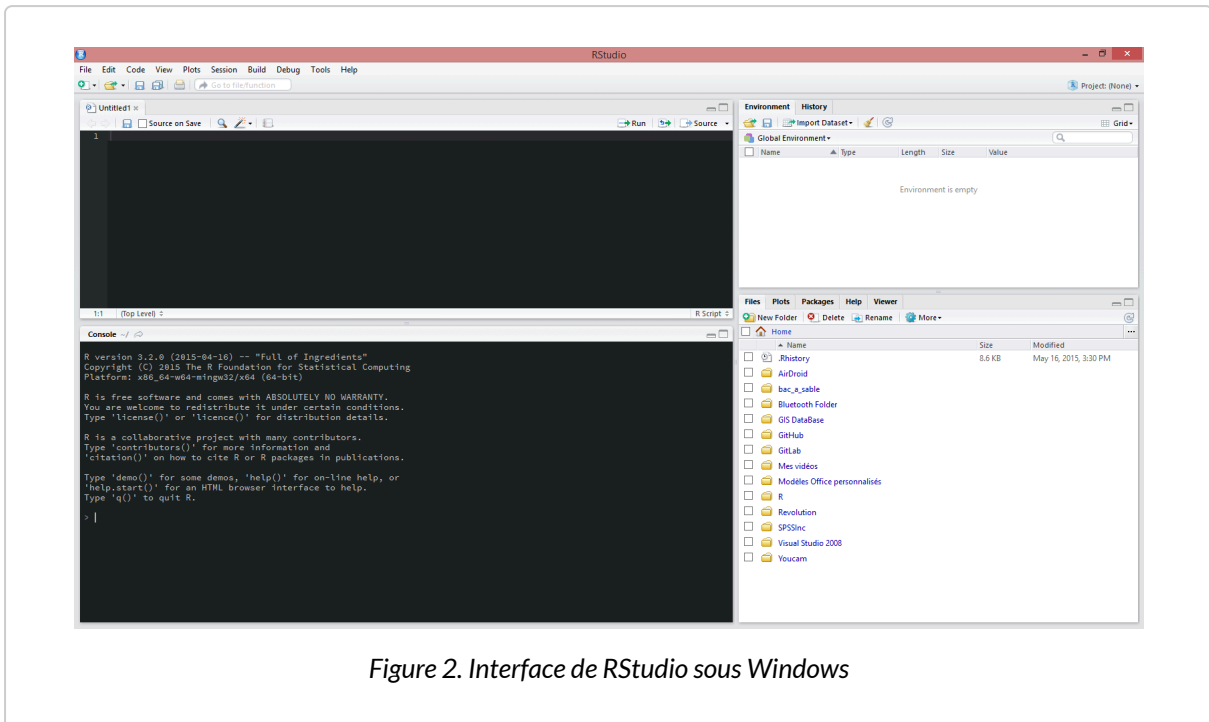 RStudio
File Edit Code View Plots Session Build Debug Tools Help
Go to file/function
Project: (None)
Untitled1
Source on Save
Run
Source
1
1:1 (Top Level)
R Script
Console ~/
R version 3.2.0 (2015-04-16) -- "Full of Ingredients"
Copyright (C) 2015 The R Foundation for Statistical Computing
Platform: x86_64-w64-mingw32/x64 (64-bit)
R is free software and comes with ABSOLUTELY NO WARRANTY.
You are welcome to redistribute it under certain conditions.
Type 'license()' or 'licence()' for distribution details.
R is a collaborative project with many contributors.
Type 'contributors()' for more information and
'citation()' on how to cite R or R packages in publications.
Type 'demo()' for some demos, 'help()' for on-line help, or
'help.start()' for an HTML browser interface to help.
Type 'q()' to quit R.
>
Environment History
Import Dataset
Grid
Global Environment
Name Type Length Size Value
Environment is empty
Files Plots Packages Help Viewer
New Folder Delete Rename More
Home
Name Size Modified
.Rhistory 8.6 KB May 16, 2015, 3:30 PM
AirDroid
bac_a_sable
Bluetooth Folder
GIS DataBase
GitHub
GitLab
Mes vidéos
Modèles Office personnalisés
R
Revolution
SPSSInc
Visual Studio 2008
Youcam
Figure 2. Interface de RStudio sous Windows